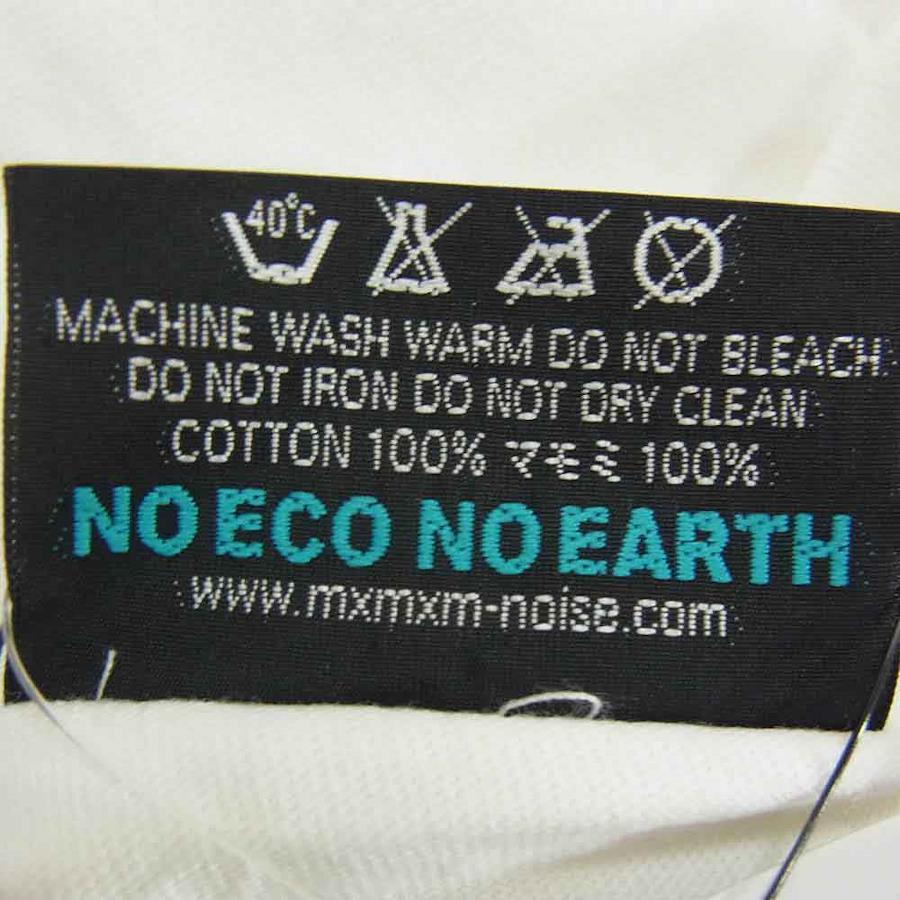 40°C
MACHINE WASH WARM DO NOT BLEACH
DO NOT IRON DO NOT DRY CLEAN
COTTON 100% マモミ 100%
NO ECO NO EARTH
www.mxmxm-noise.com